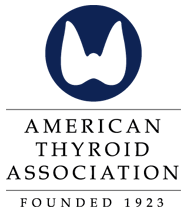 AMERICAN
THYROID
ASSOCIATION
FOUNDED 1923